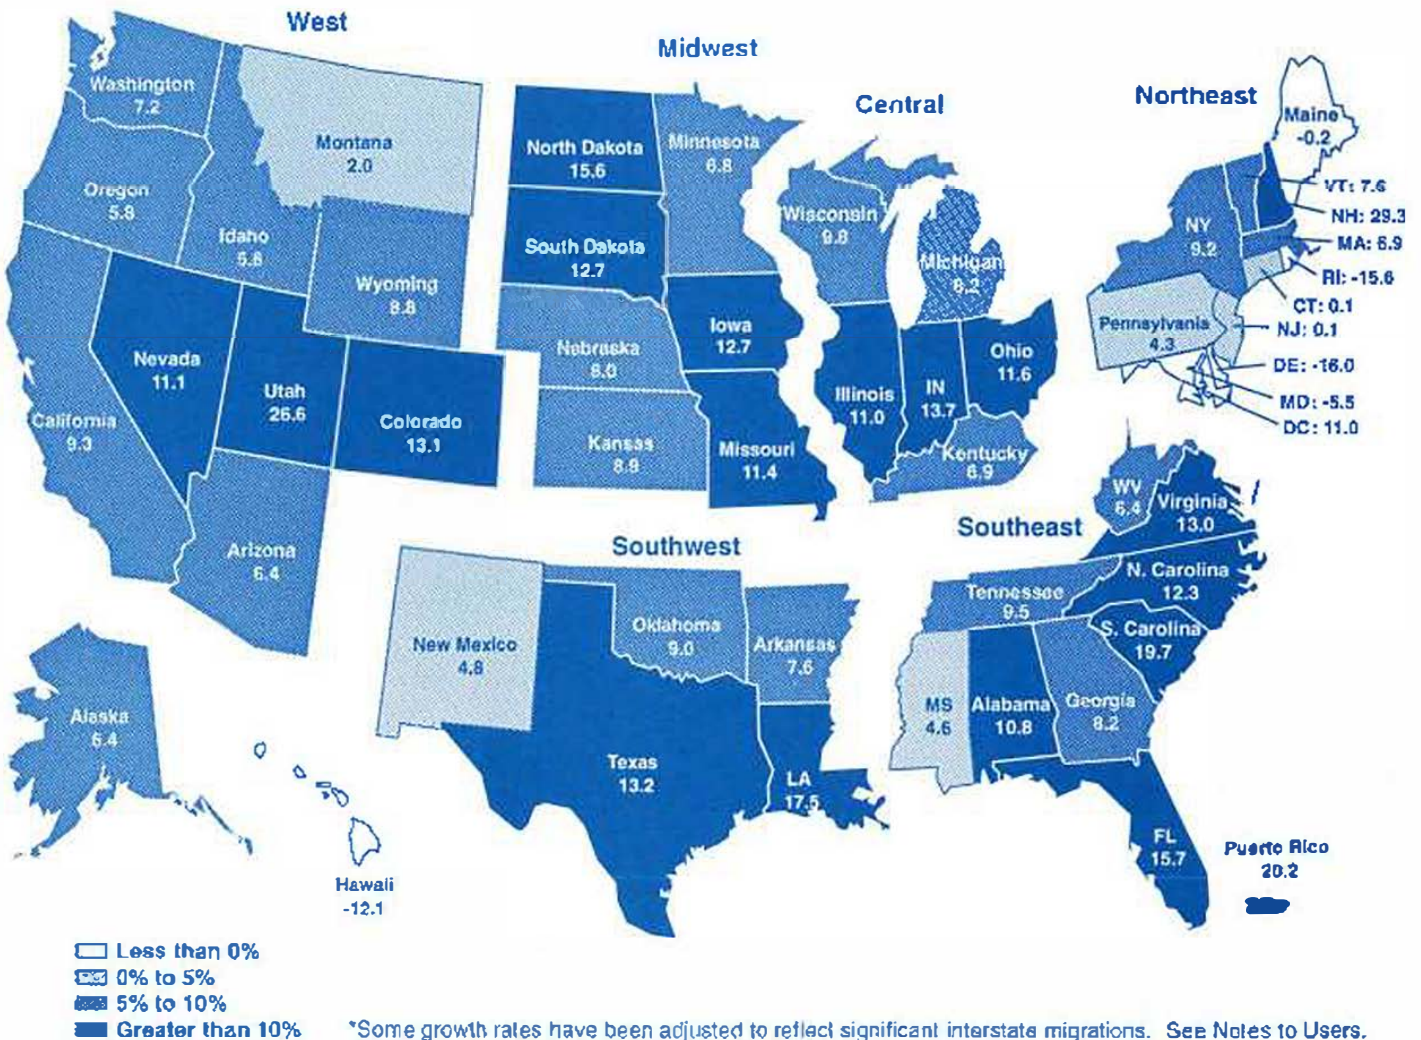 West
Midwest
Central
Northeast
Washington
7.2
Oregon
5.8
Idaho
5.8
Montana
2.0
Wyoming
8.8
California
9.3
Nevada
11.1
Utah
26.6
Colorado
13.1
Arizona
6.4
Alaska
6.4
Hawaii
-12.1
North Dakota
15.6
South Dakota
12.7
Nebraska
8.0
Kansas
8.9
Minnesota
6.8
Iowa
12.7
Missouri
11.4
Wisconsin
9.8
Michigan
8.2
Illinois
11.0
IN
13.7
Ohio
11.6
Kentucky
6.9
Maine
-0.2
VT: 7.6
NH: 29.3
MA: 6.9
RI: -15.6
CT: 0.1
NJ: 0.1
DE: -16.0
MD: -5.5
DC: 11.0
NY
9.2
Pennsylvania
4.3
Southwest
New Mexico
4.8
Oklahoma
9.0
Arkansas
7.6
Texas
13.2
LA
17.5
Southeast
WV
6.4
Virginia
13.0
N. Carolina
12.3
Tennessee
9.5
S. Carolina
19.7
MS
4.6
Alabama
10.8
Georgia
8.2
FL
15.7
Puerto Rico
20.2
Less than 0%
0% to 5%
5% to 10%
Greater than 10%
*Some growth rates have been adjusted to reflect significant interstate migrations. See Notes to Users.